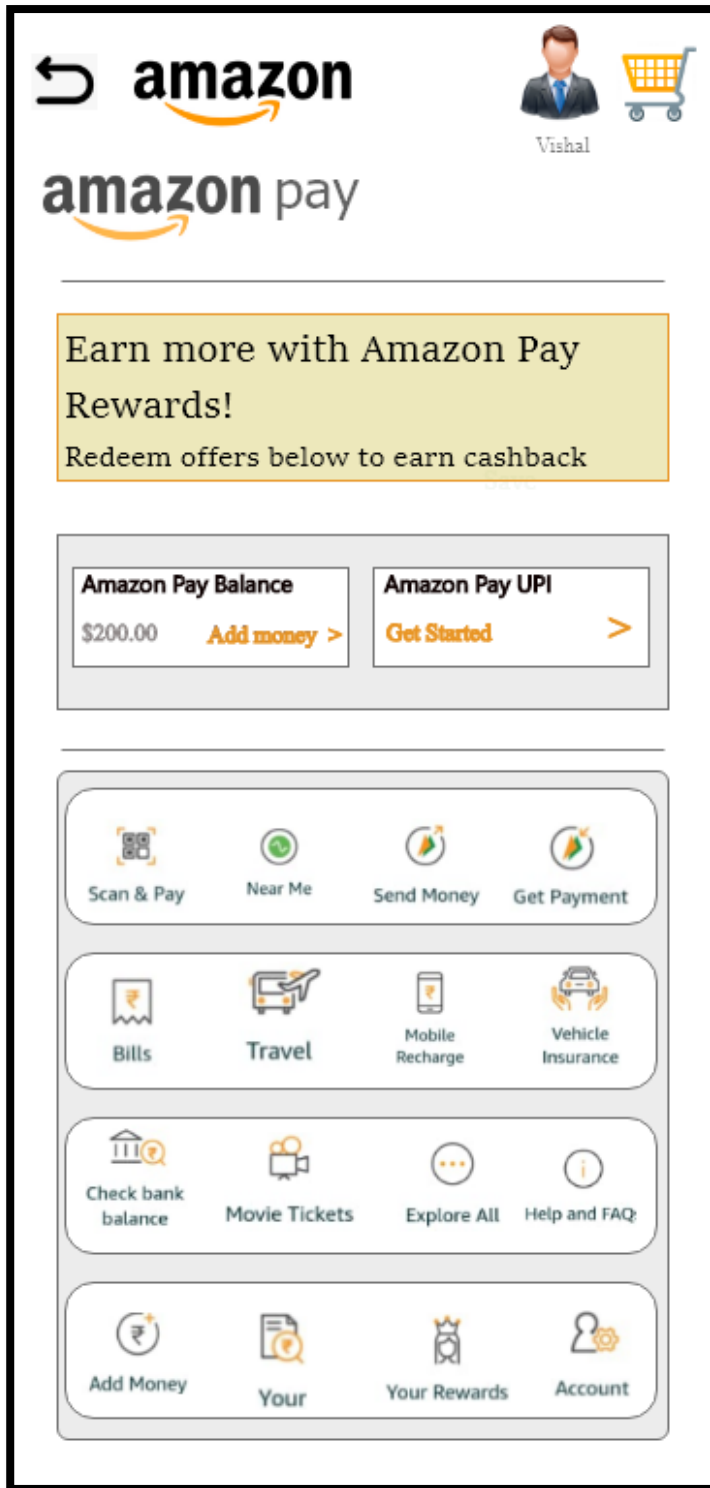 amazon
Vishal
amazon pay
Earn more with Amazon Pay
Rewards!
Redeem offers below to earn cashback
Amazon Pay Balance
$200.00 Add money >
Amazon Pay UPI
Get Started >
Scan & Pay
Near Me
Send Money
Get Payment
₹
Bills
Travel
₹
Mobile
Recharge
Vehicle
Insurance
₹
Check bank
balance
Movie Tickets
Explore All
i
Help and FAQ
₹
Add Money
₹
Your
Your Rewards
Account